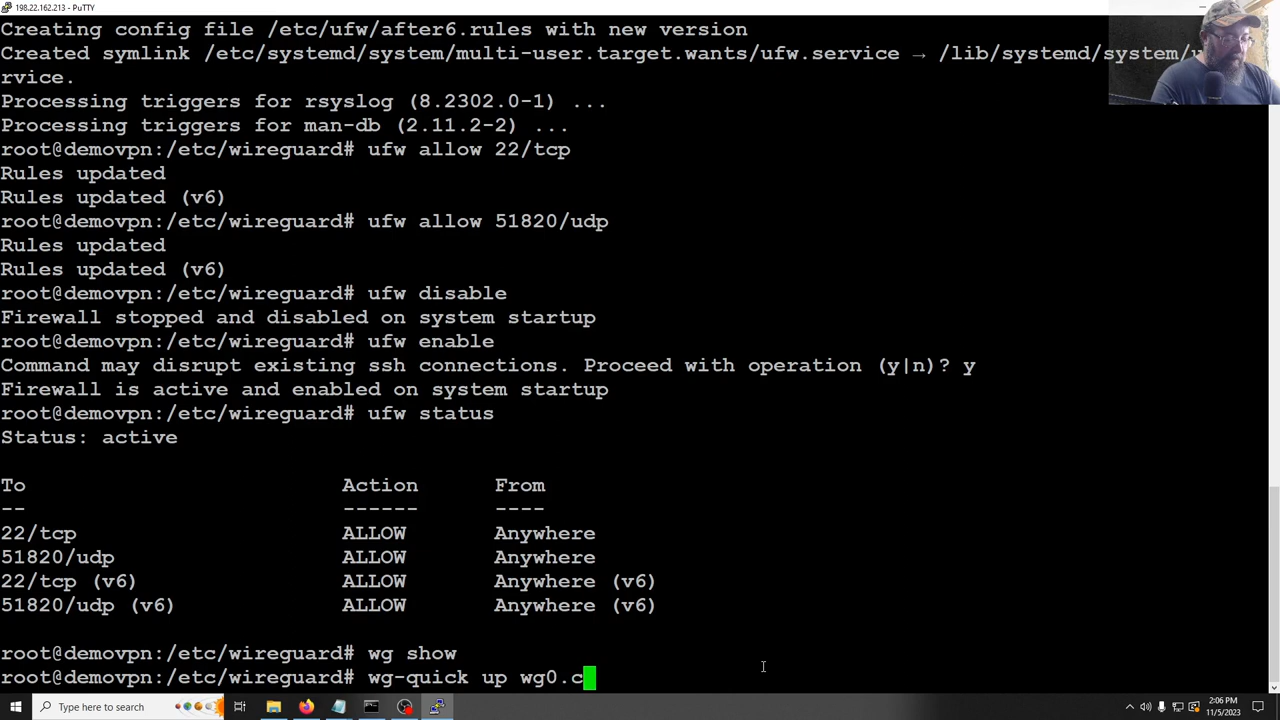 198.22.162.213 - PuTTY
Creating config file /etc/ufw/after6.rules with new version
Created symlink /etc/systemd/system/multi-user.target.wants/ufw.service → /lib/systemd/system/u
rvice.
Processing triggers for rsyslog (8.2302.0-1) ...
Processing triggers for man-db (2.11.2-2) ...
root@demovpn:/etc/wireguard# ufw allow 22/tcp
Rules updated
Rules updated (v6)
root@demovpn:/etc/wireguard# ufw allow 51820/udp
Rules updated
Rules updated (v6)
root@demovpn:/etc/wireguard# ufw disable
Firewall stopped and disabled on system startup
root@demovpn:/etc/wireguard# ufw enable
Command may disrupt existing ssh connections. Proceed with operation (y|n)? y
Firewall is active and enabled on system startup
root@demovpn:/etc/wireguard# ufw status
Status: active
To Action From
-- ------ ----
22/tcp ALLOW Anywhere
51820/udp ALLOW Anywhere
22/tcp (v6) ALLOW Anywhere (v6)
51820/udp (v6) ALLOW Anywhere (v6)
root@demovpn:/etc/wireguard# wg show
root@demovpn:/etc/wireguard# wg-quick up wg0.c
Type here to search
2:06 PM
11/5/2023